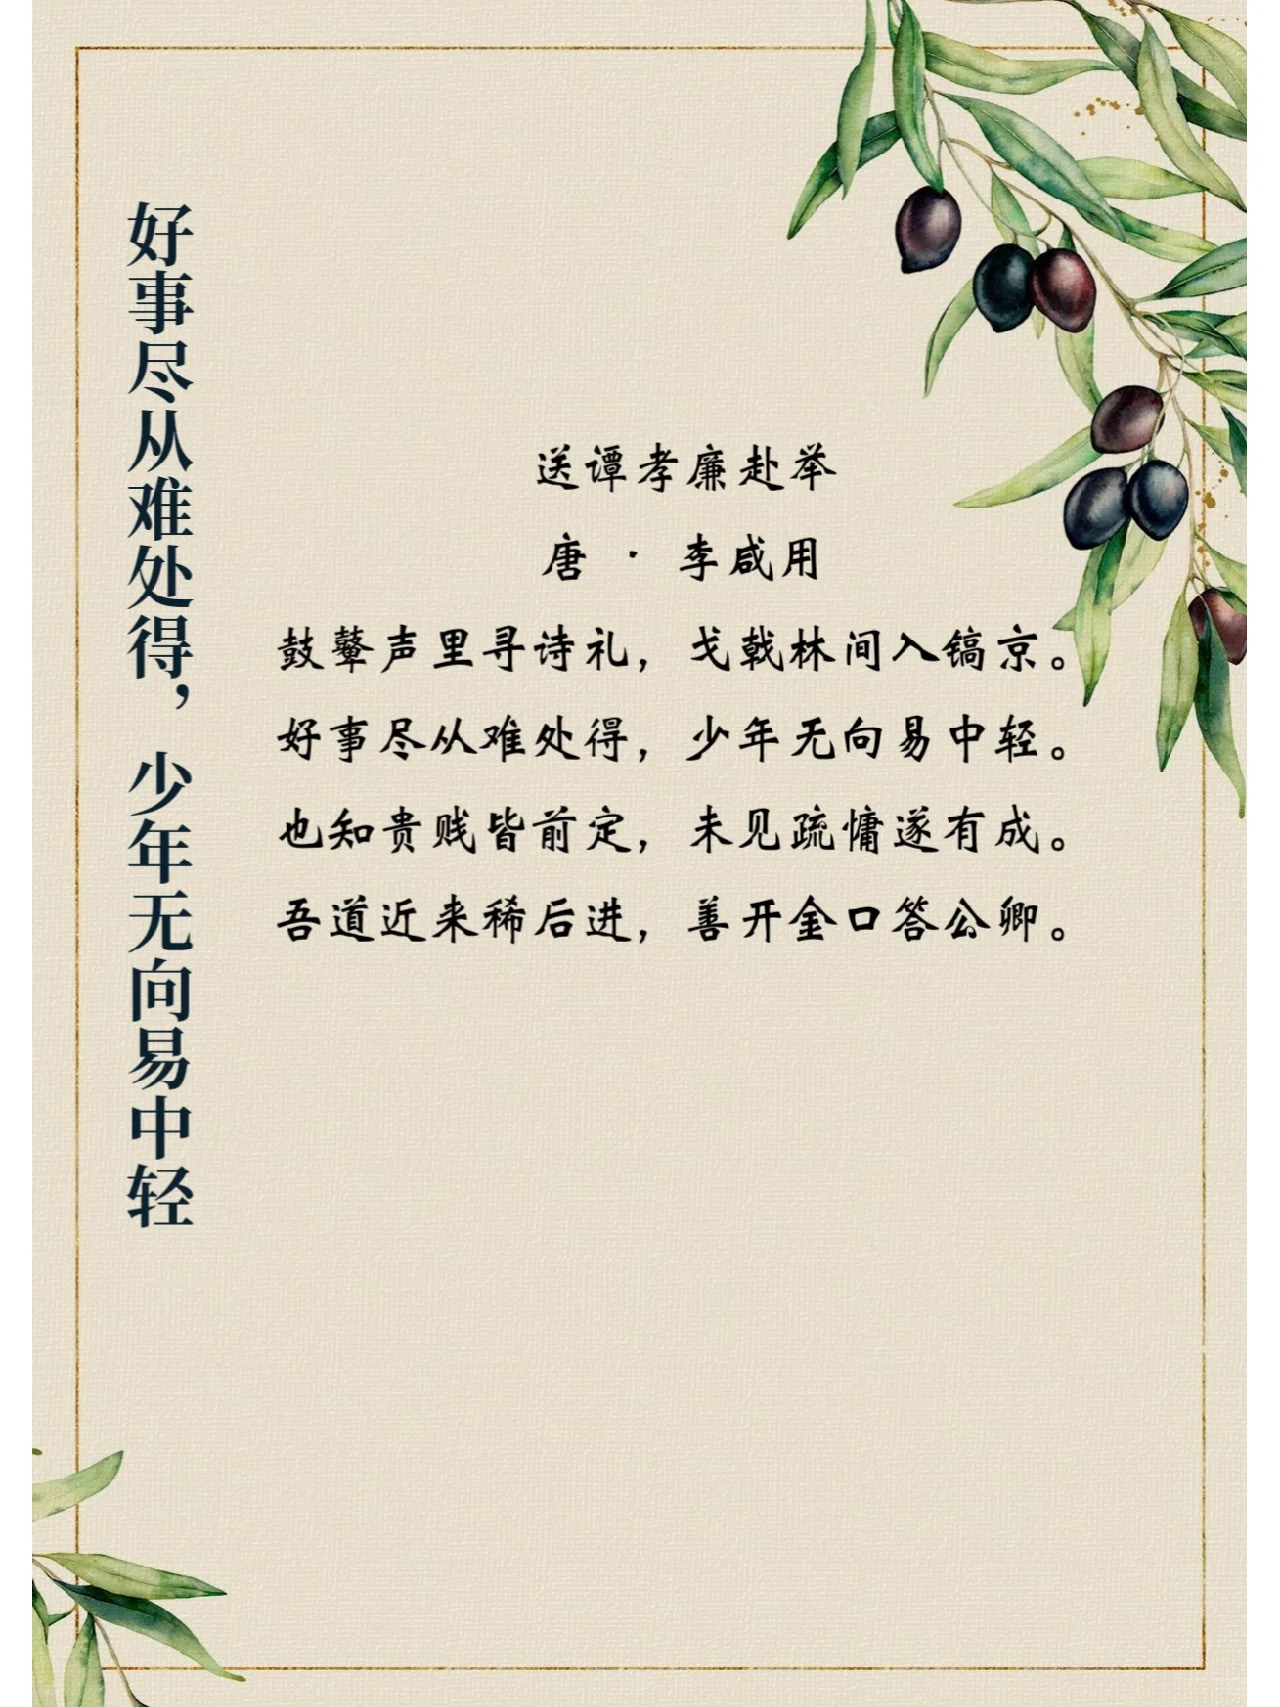 好事尽从难处得，少年无向易中轻
送谭孝廉赴举
唐 · 李咸用
鼓鼙声里寻诗礼，戈戟林间入镐京。
好事尽从难处得，少年无向易中轻。
也知贵贱皆前定，未见疏慵遂有成。
吾道近来稀后进，善开金口答公卿。